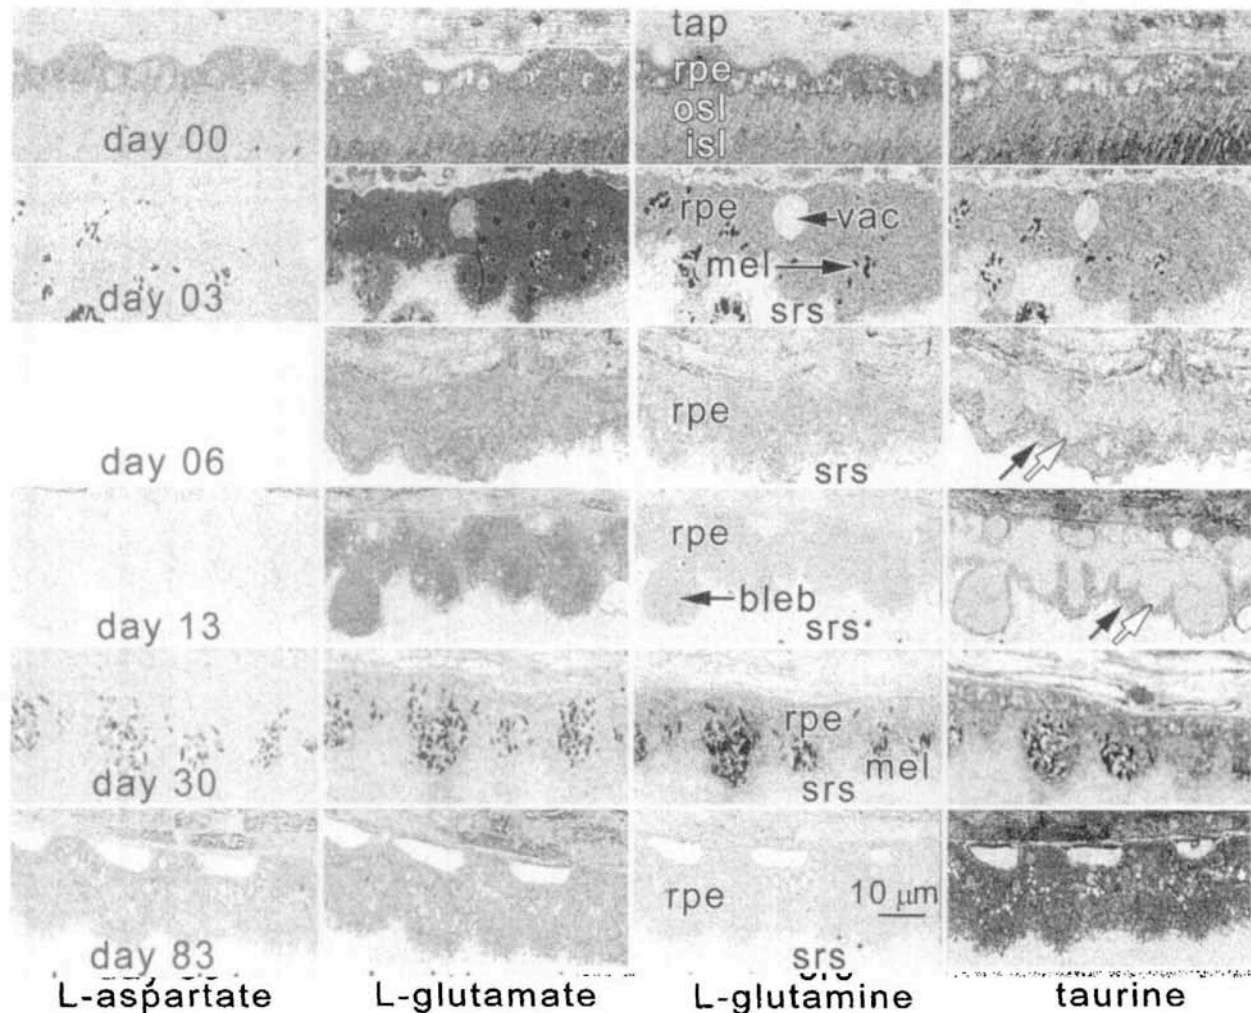 tap
rpe
osl
isl
day 00
rpe
vac
mel
srs
day 03
rpe
srs
day 06
rpe
bleb
srs
day 13
rpe
mel
srs
day 30
rpe
10 μm
srs
day 83
L-aspartate L-glutamate L-glutamine taurine